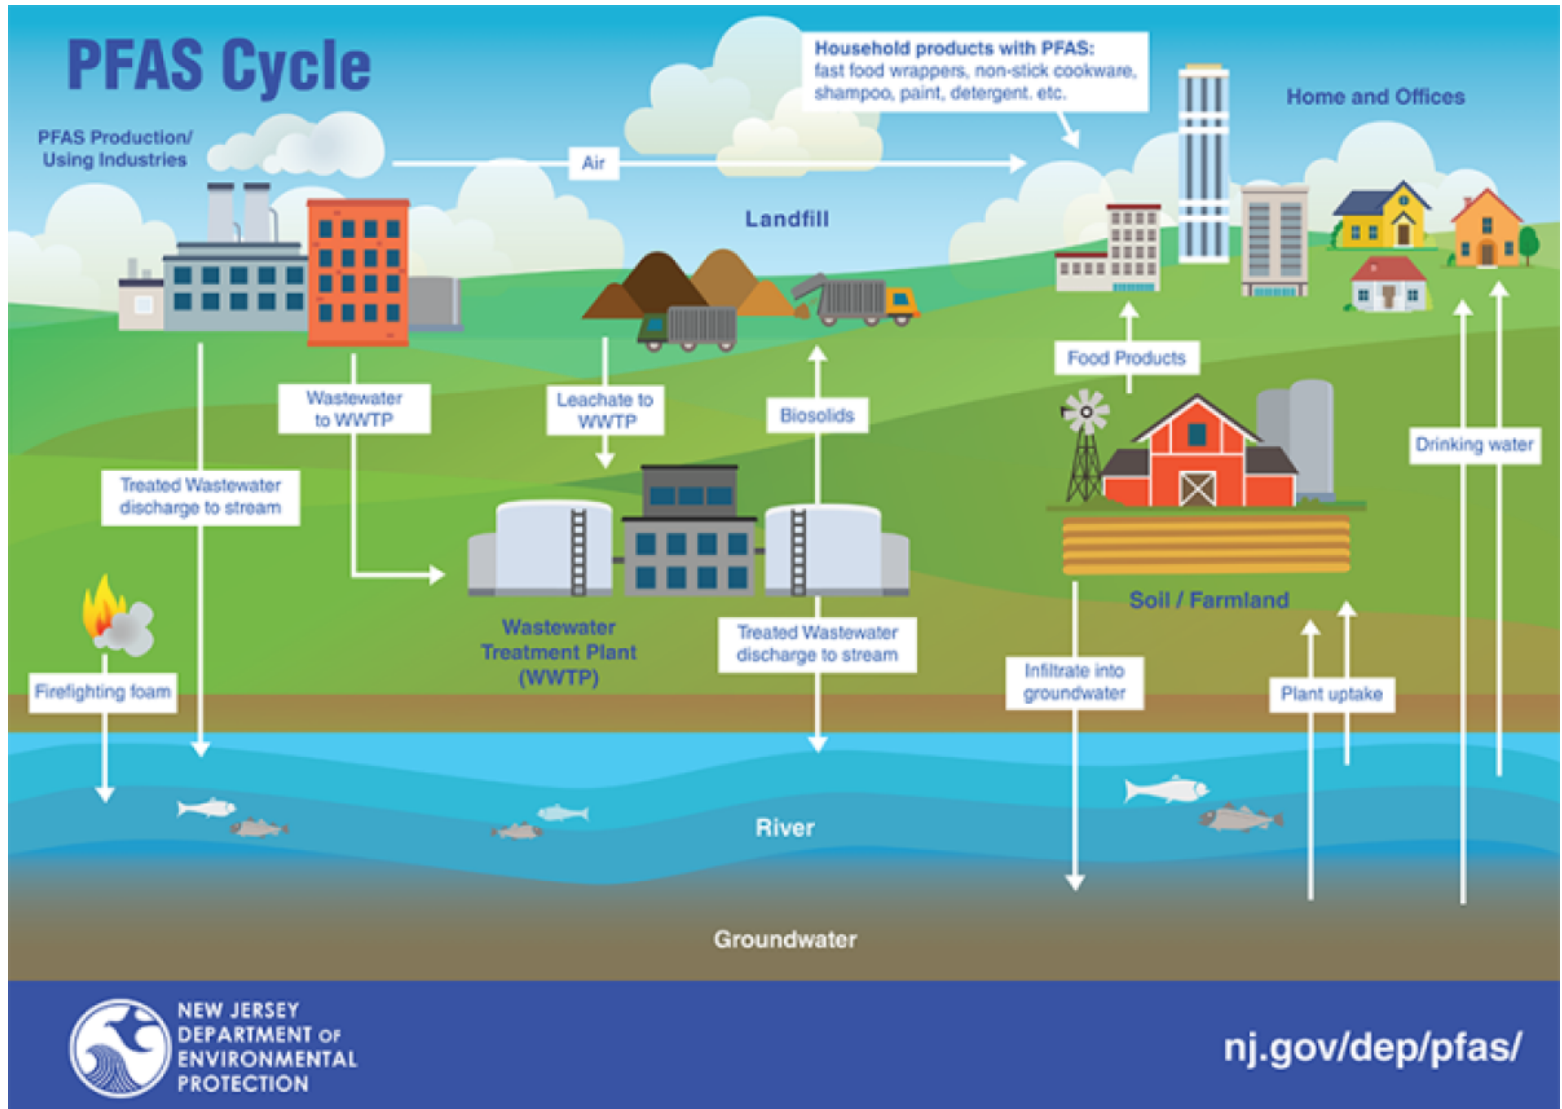 PFAS Cycle
PFAS Production/
Using Industries
Air
Household products with PFAS:
fast food wrappers, non-stick cookware,
shampoo, paint, detergent. etc.
Home and Offices
Landfill
Wastewater
to WWTP
Leachate to
WWTP
Biosolids
Food Products
Drinking water
Treated Wastewater
discharge to stream
Firefighting foam
Wastewater
Treatment Plant
(WWTP)
Treated Wastewater
discharge to stream
Soil / Farmland
Infiltrate into
groundwater
Plant uptake
River
Groundwater
NEW JERSEY
DEPARTMENT OF
ENVIRONMENTAL
PROTECTION
nj.gov/dep/pfas/